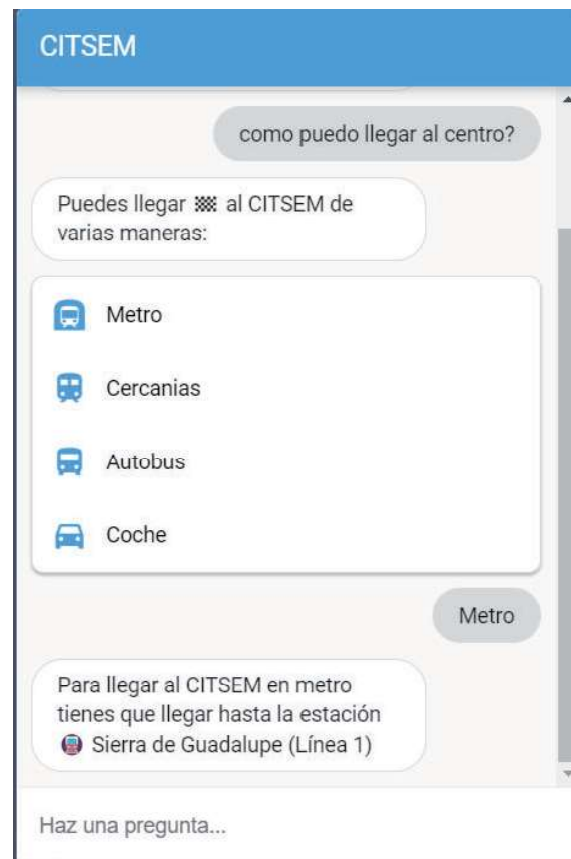 CITSEM
como puedo llegar al centro?
Puedes llegar 🏁 al CITSEM de
varias maneras:
Metro
Cercanias
Autobus
Coche
Metro
Para llegar al CITSEM en metro
tienes que llegar hasta la estación
🚇 Sierra de Guadalupe (Línea 1)
Haz una pregunta...